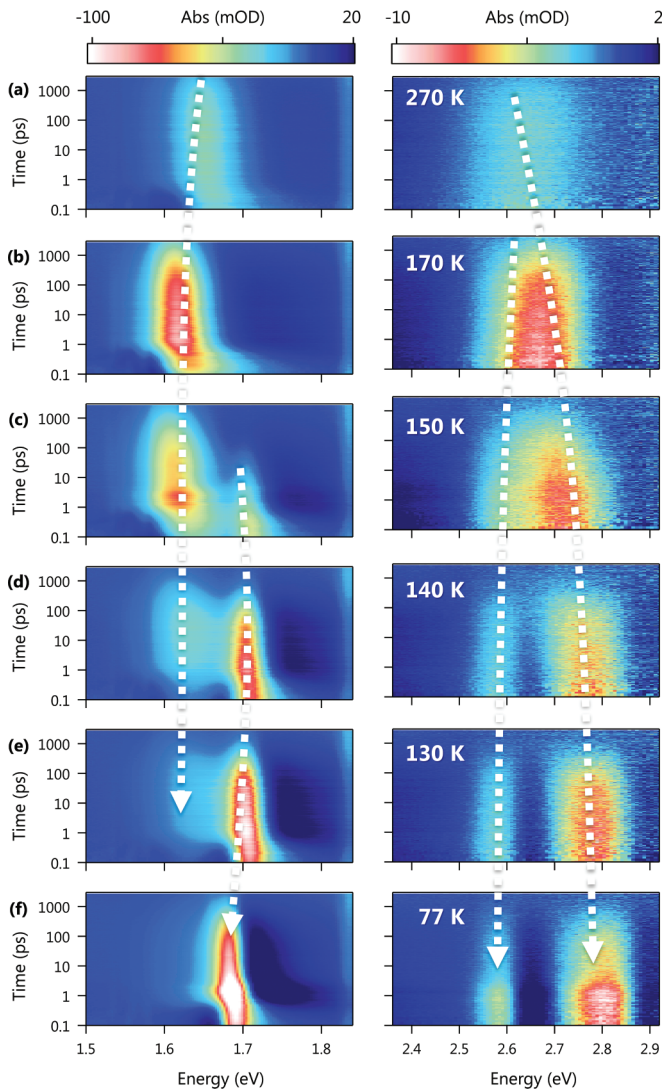 Abs (mOD) Abs (mOD)
-100 20 -10 2
(a) 270 K
Time (ps)
1000
100
10
1
0.1
(b) 170 K
Time (ps)
1000
100
10
1
0.1
(c) 150 K
Time (ps)
1000
100
10
1
0.1
(d) 140 K
Time (ps)
1000
100
10
1
0.1
(e) 130 K
Time (ps)
1000
100
10
1
0.1
(f) 77 K
Time (ps)
1000
100
10
1
0.1
1.5 1.6 1.7 1.8 2.4 2.5 2.6 2.7 2.8 2.9
Energy (eV) Energy (eV)